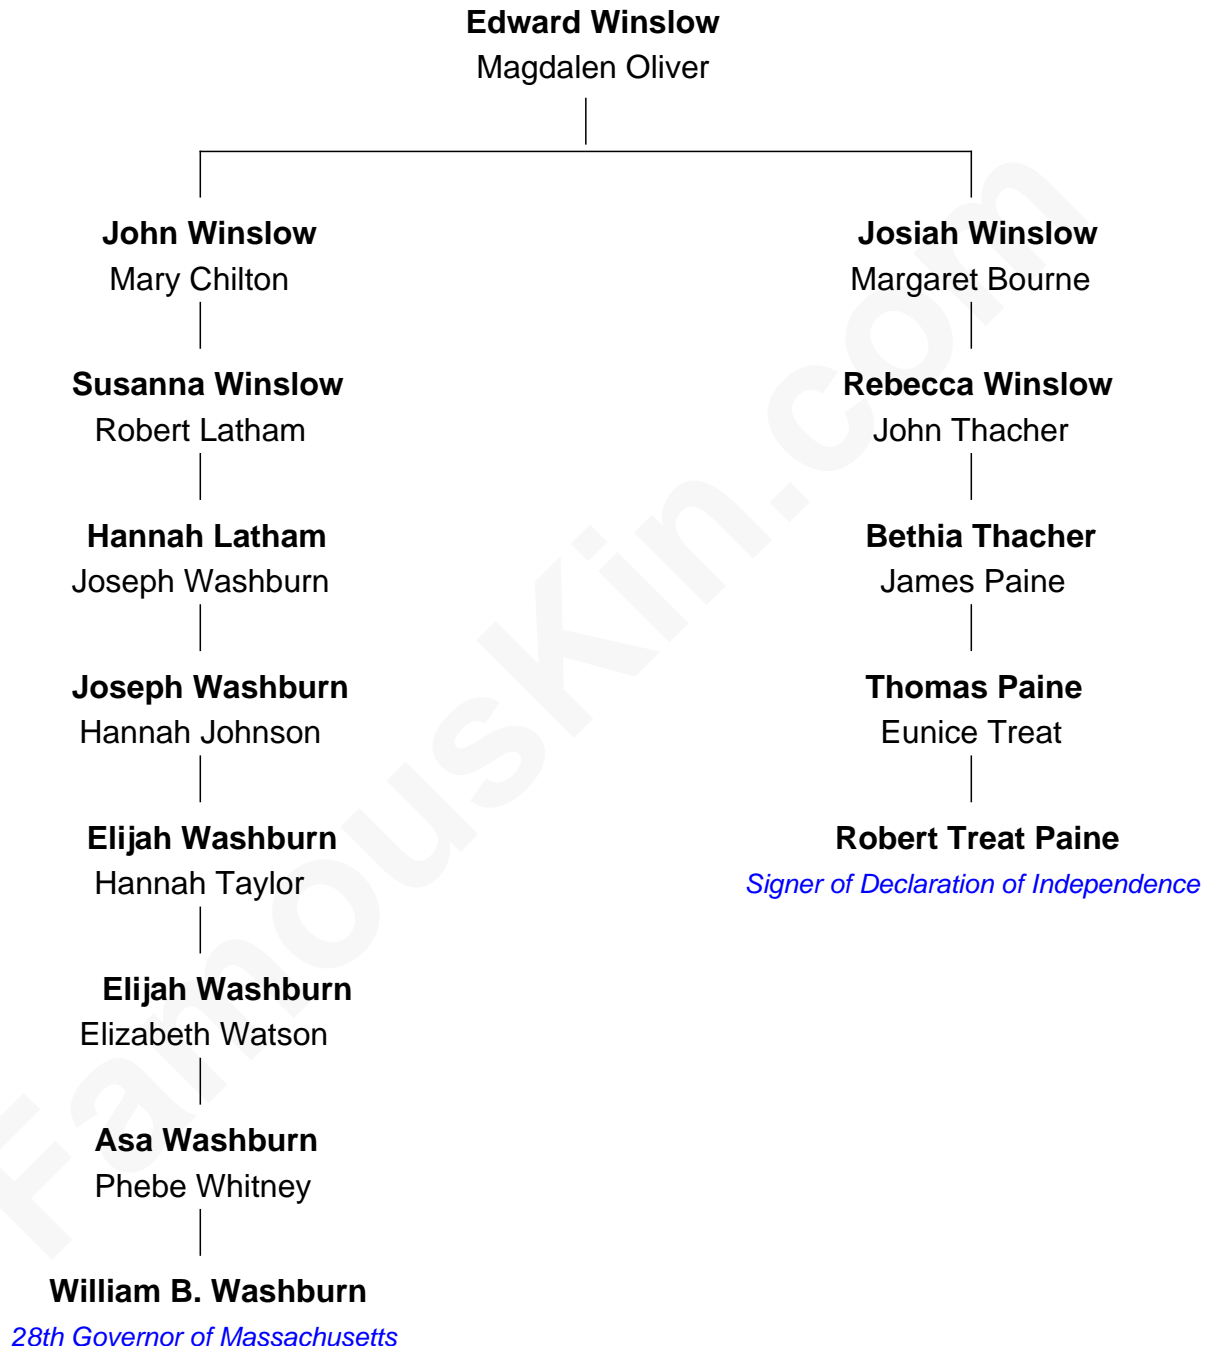 Edward Winslow
Magdalen Oliver
John Winslow
Mary Chilton
Josiah Winslow
Margaret Bourne
Susanna Winslow
Robert Latham
Rebecca Winslow
John Thacher
Hannah Latham
Joseph Washburn
Bethia Thacher
James Paine
Joseph Washburn
Hannah Johnson
Thomas Paine
Eunice Treat
Elijah Washburn
Hannah Taylor
Robert Treat Paine
Signer of Declaration of Independence
Elijah Washburn
Elizabeth Watson
Asa Washburn
Phebe Whitney
William B. Washburn
28th Governor of Massachusetts
FamousKin.com